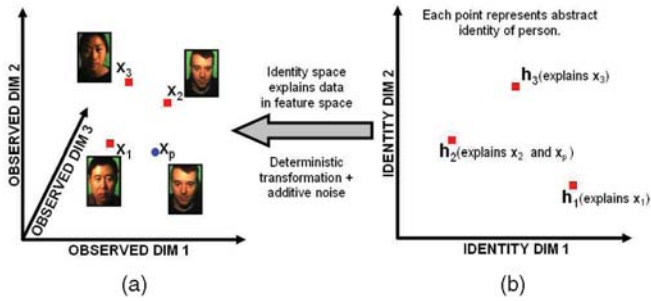 OBSERVED DIM 2
OBSERVED DIM 3
OBSERVED DIM 1
x3
x2
x1
xp
(a)
Identity space
explains data
in feature space
Deterministic
transformation +
additive noise
Each point represents abstract
identity of person.
IDENTITY DIM 2
h3(explains x3)
h2(explains x2 and xp)
h1(explains x1)
IDENTITY DIM 1
(b)